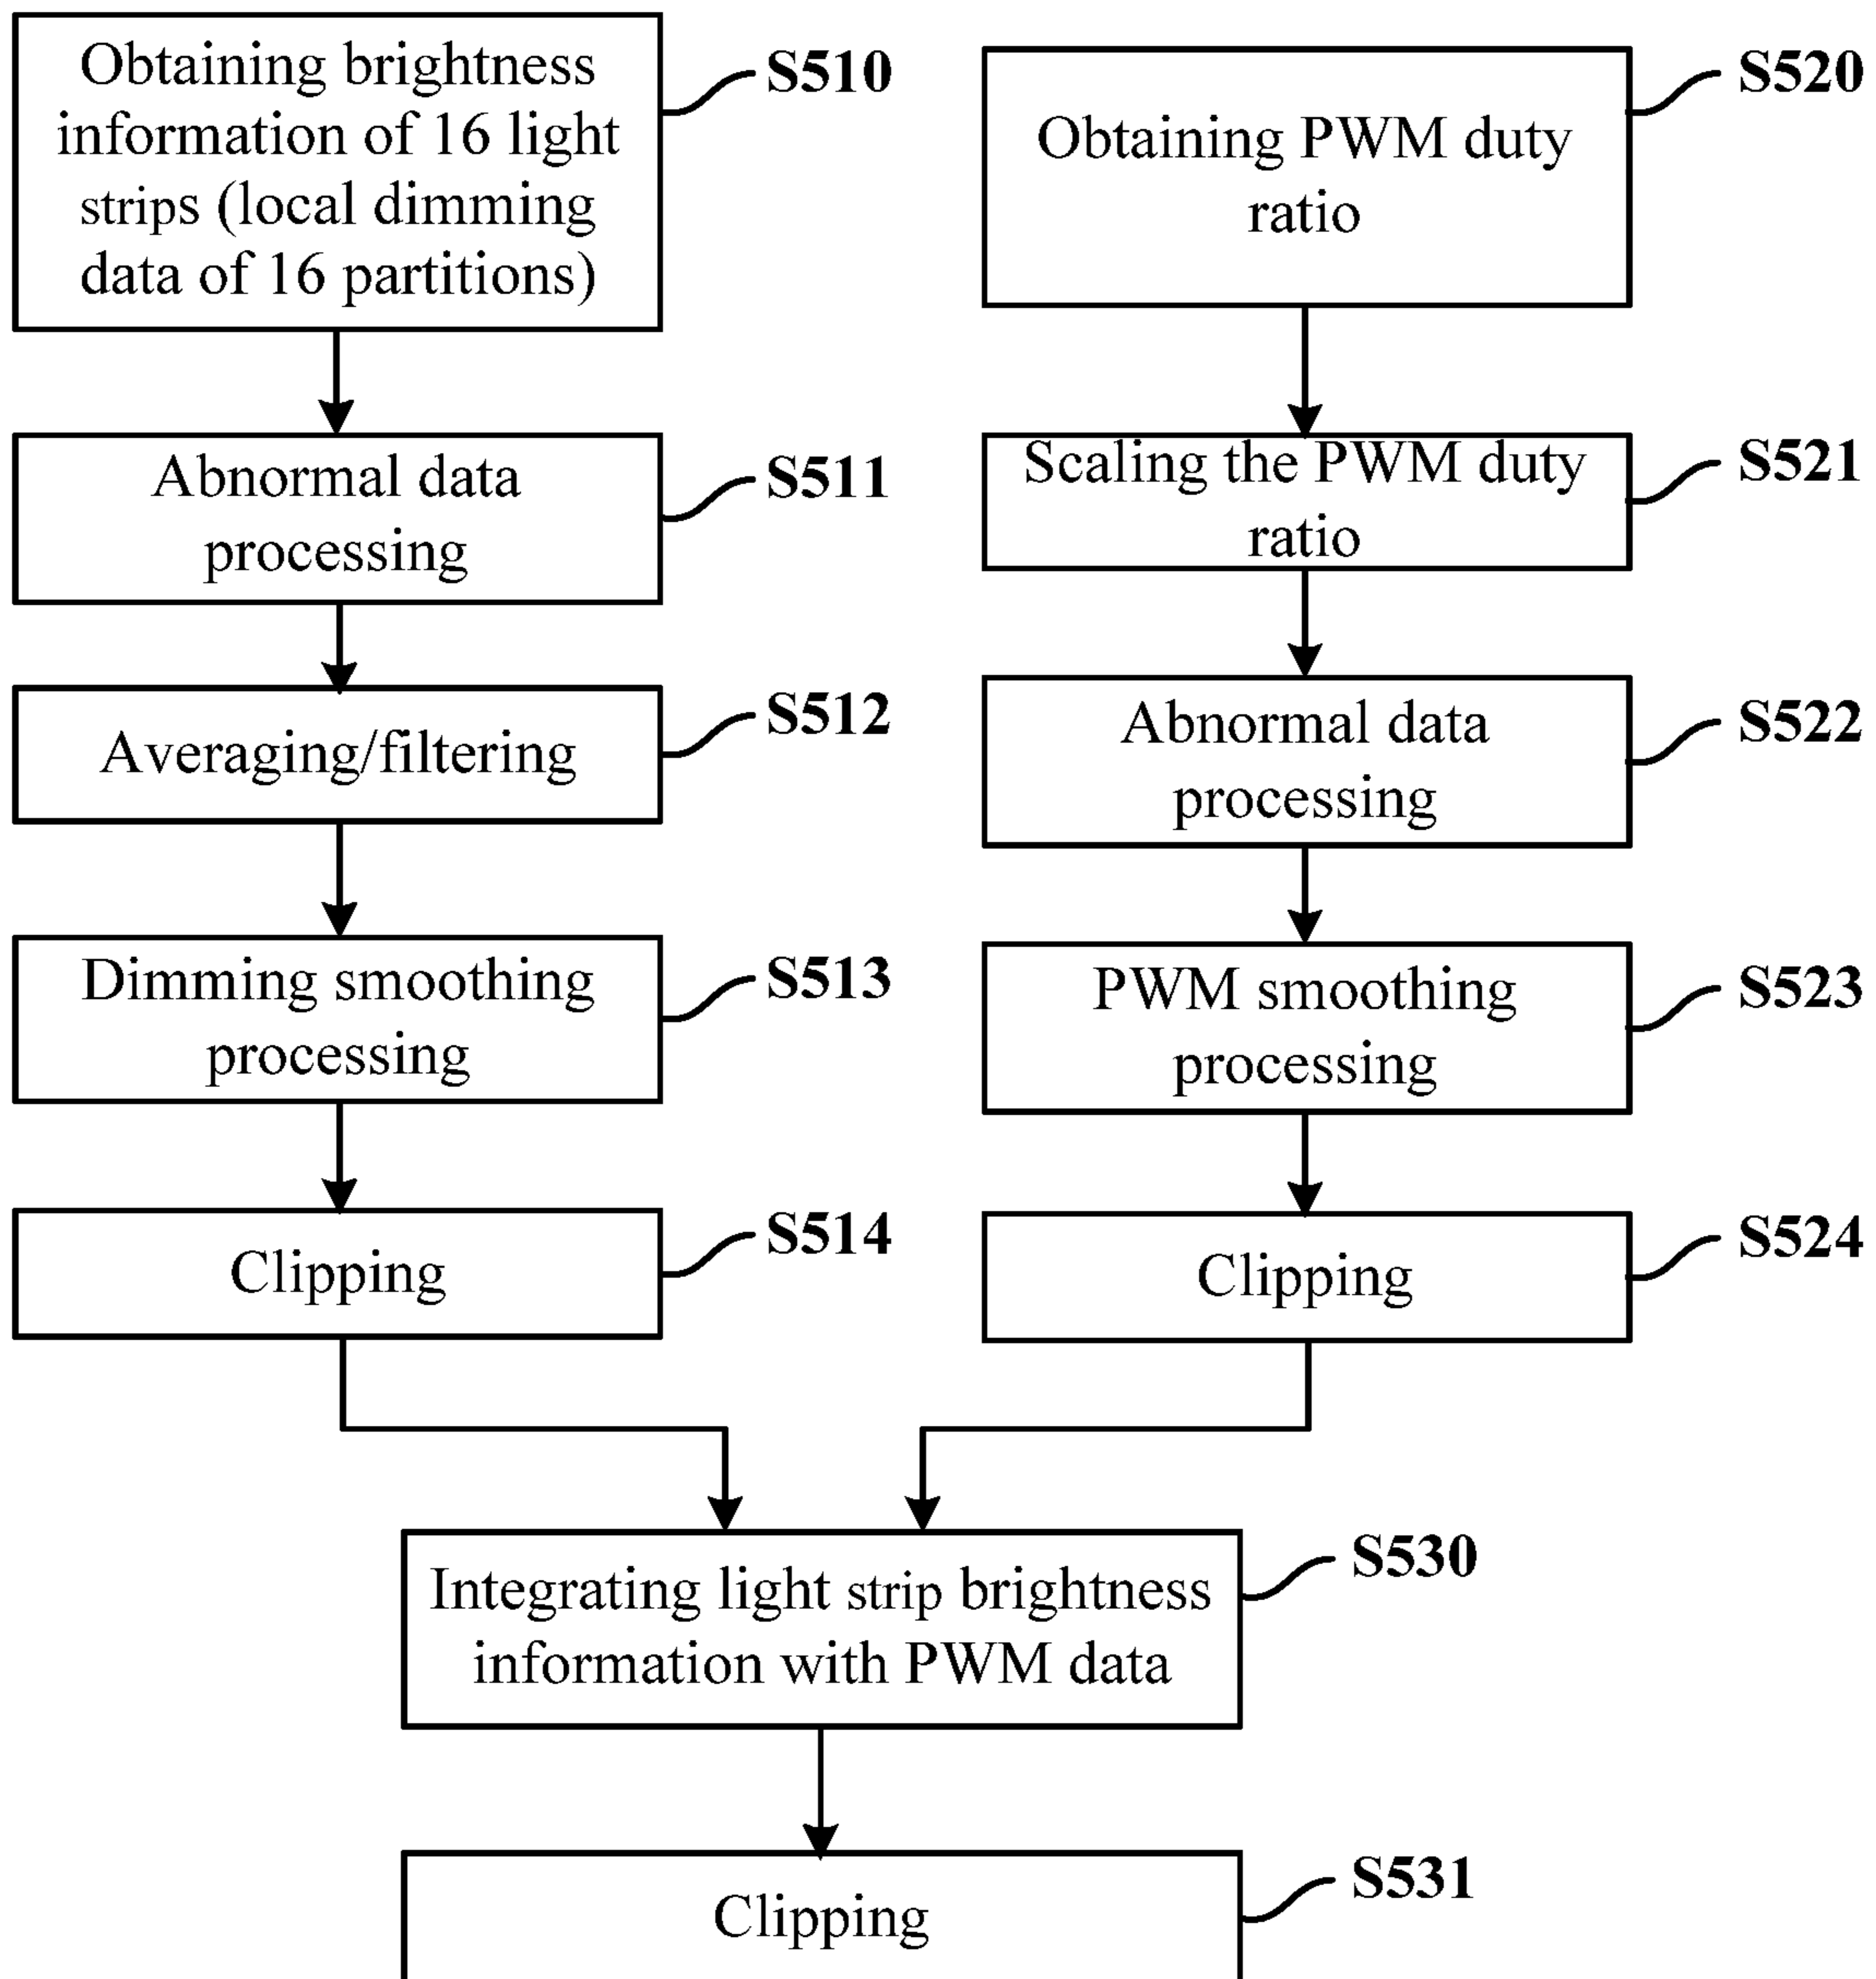 Obtaining brightness
information of 16 light
strips (local dimming
data of 16 partitions)
S510
Abnormal data
processing
S511
Averaging/filtering
S512
Dimming smoothing
processing
S513
Clipping
S514
Obtaining PWM duty
ratio
S520
Scaling the PWM duty
ratio
S521
Abnormal data
processing
S522
PWM smoothing
processing
S523
Clipping
S524
Integrating light strip brightness
information with PWM data
S530
Clipping
S531